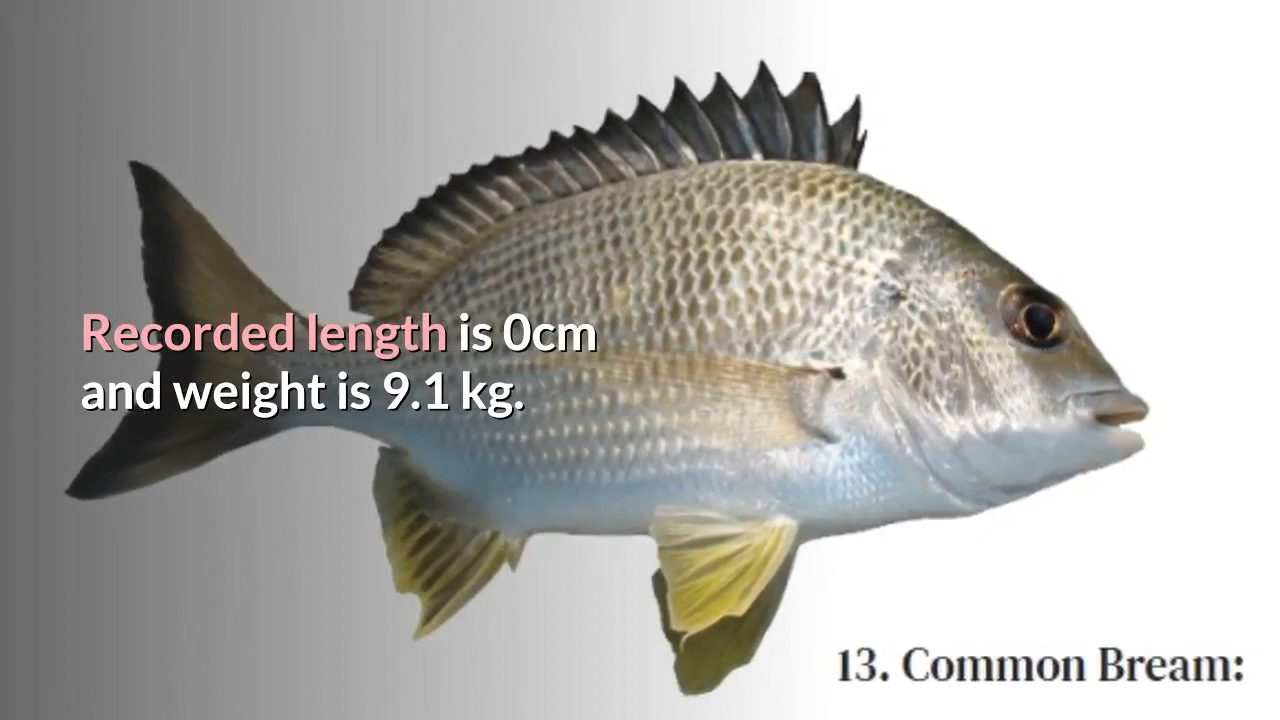 Recorded length is 0cm
and weight is 9.1 kg.
13. Common Bream: